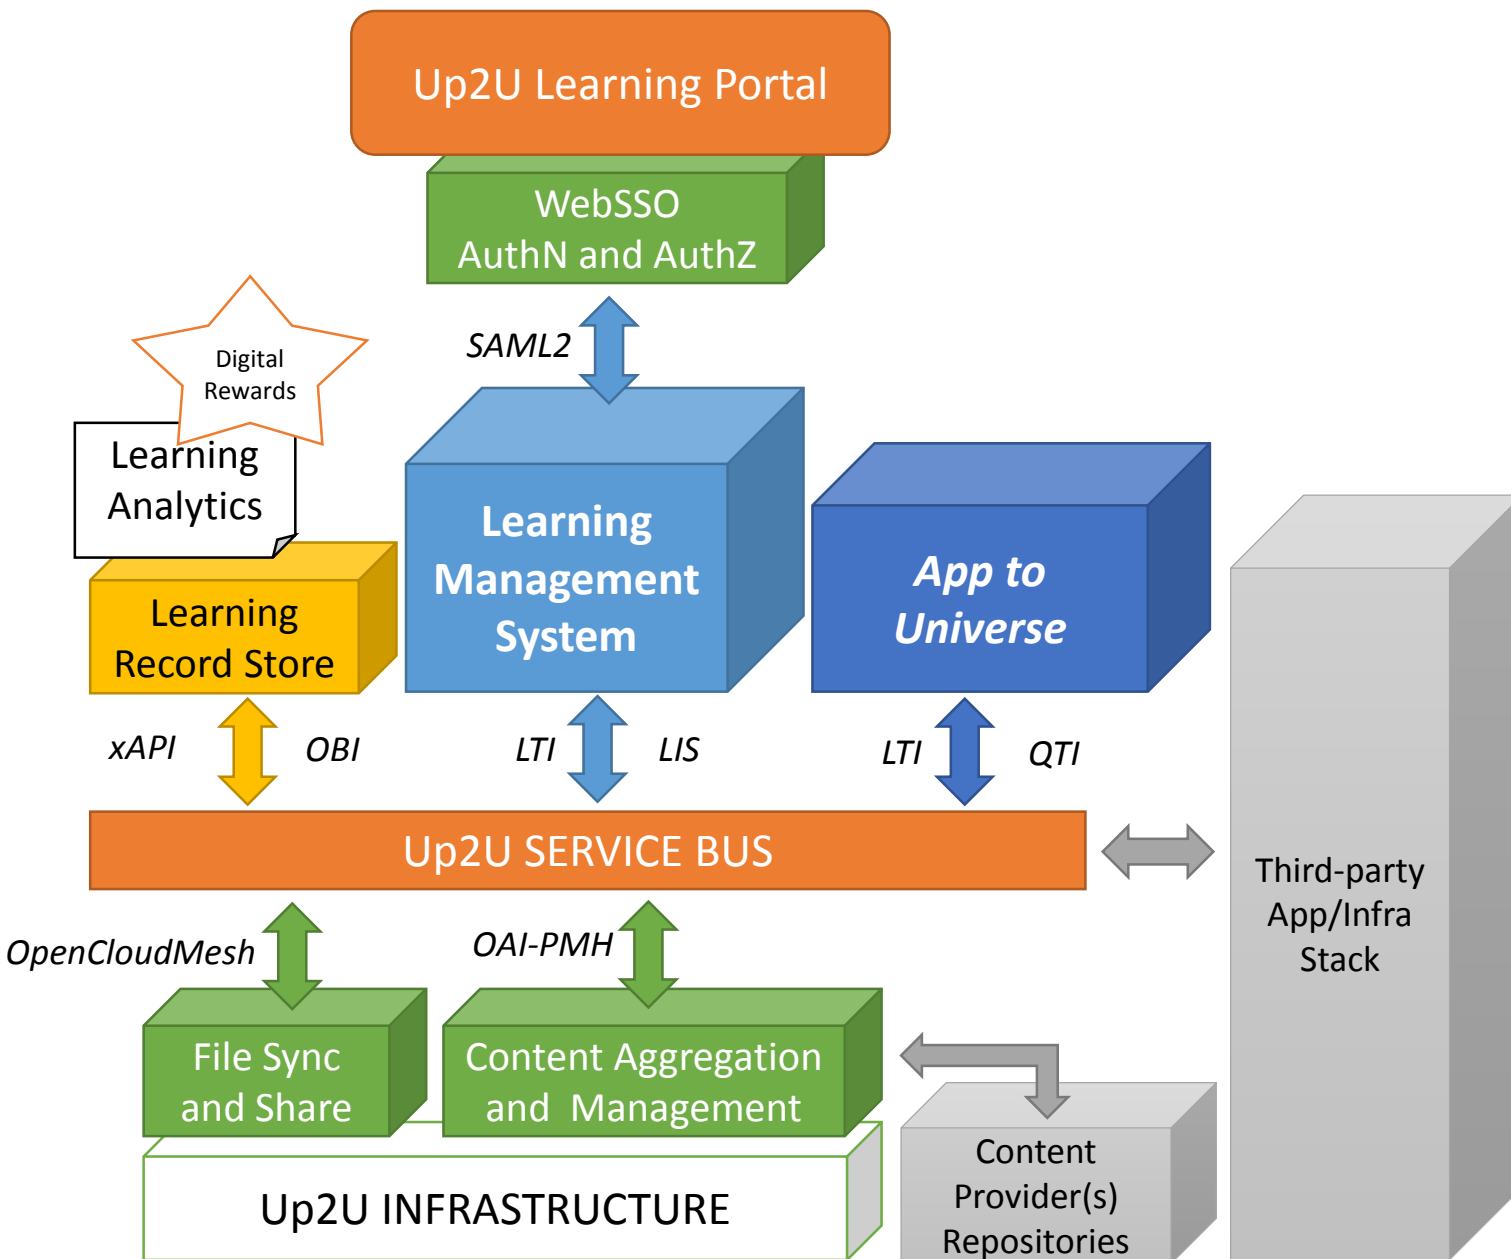 Up2U Learning Portal
WebSSO
AuthN and AuthZ
SAML2
Digital
Rewards
Learning
Analytics
Learning
Record Store
Learning
Management
System
App to
Universe
xAPI
OBI
LTI
LIS
LTI
QTI
Up2U SERVICE BUS
Third-party
App/Infra
Stack
OpenCloudMesh
OAI-PMH
File Sync
and Share
Content Aggregation
and Management
Up2U INFRASTRUCTURE
Content
Provider(s)
Repositories